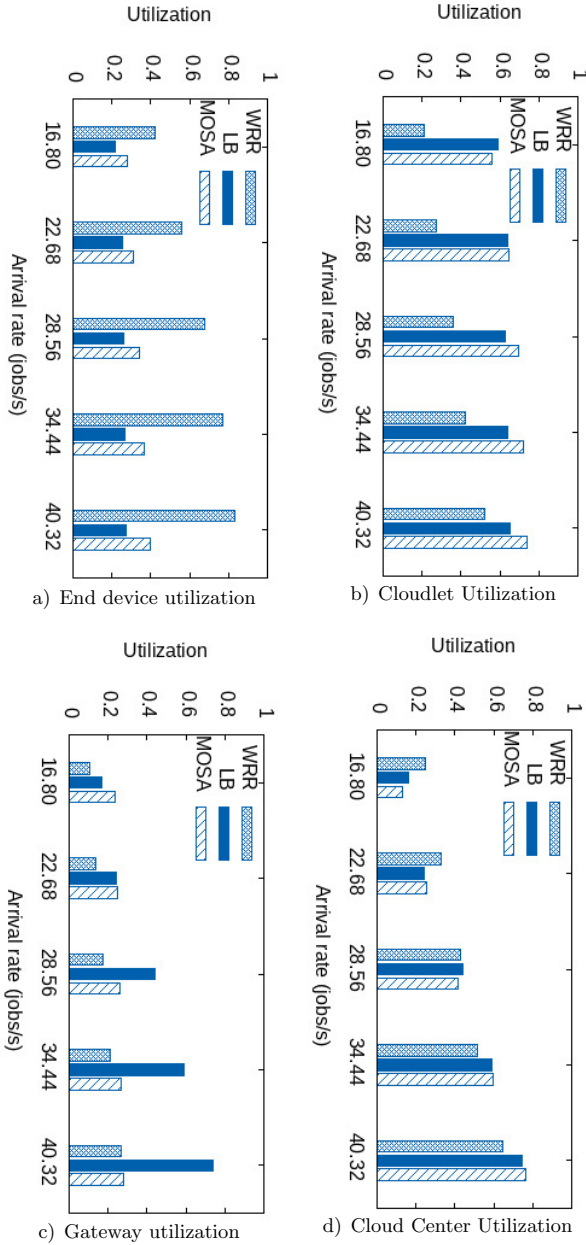 Utilization
0
0.2
0.4
0.6
0.8
1
WRR
LB
MOSA
16.80
22.68
28.56
34.44
40.32
Arrival rate (jobs/s)
a) End device utilization
Utilization
0
0.2
0.4
0.6
0.8
1
WRR
LB
MOSA
16.80
22.68
28.56
34.44
40.32
Arrival rate (jobs/s)
b) Cloudlet Utilization
Utilization
0
0.2
0.4
0.6
0.8
1
WRR
LB
MOSA
16.80
22.68
28.56
34.44
40.32
Arrival rate (jobs/s)
c) Gateway utilization
Utilization
0
0.2
0.4
0.6
0.8
1
WRR
LB
MOSA
16.80
22.68
28.56
34.44
40.32
Arrival rate (jobs/s)
d) Cloud Center Utilization